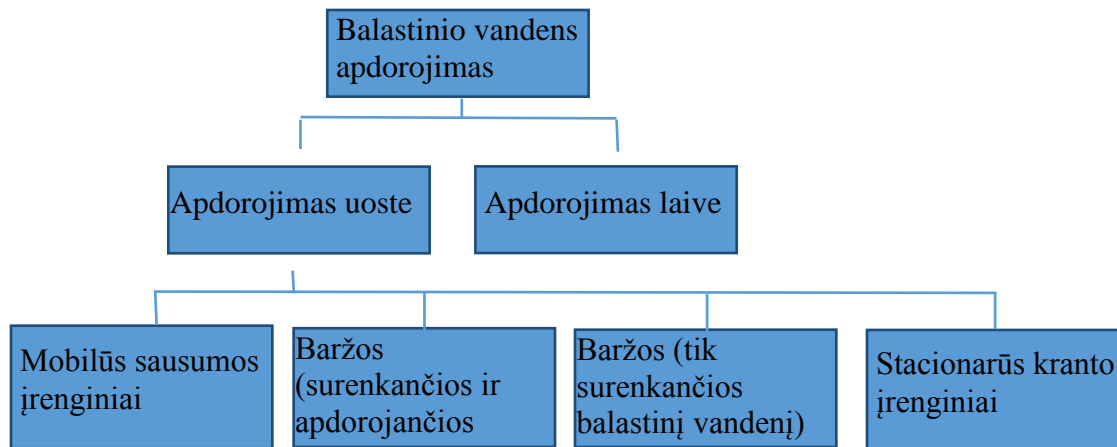 Balastinio vandens
apdorojimas
Apdorojimas uoste
Apdorojimas laive
Mobilūs sausumos
įrenginiai
Baržos
(surenkančios ir
apdorojančios
Baržos (tik
surenkančios
balastinį vandenį)
Stacionarūs kranto
įrenginiai